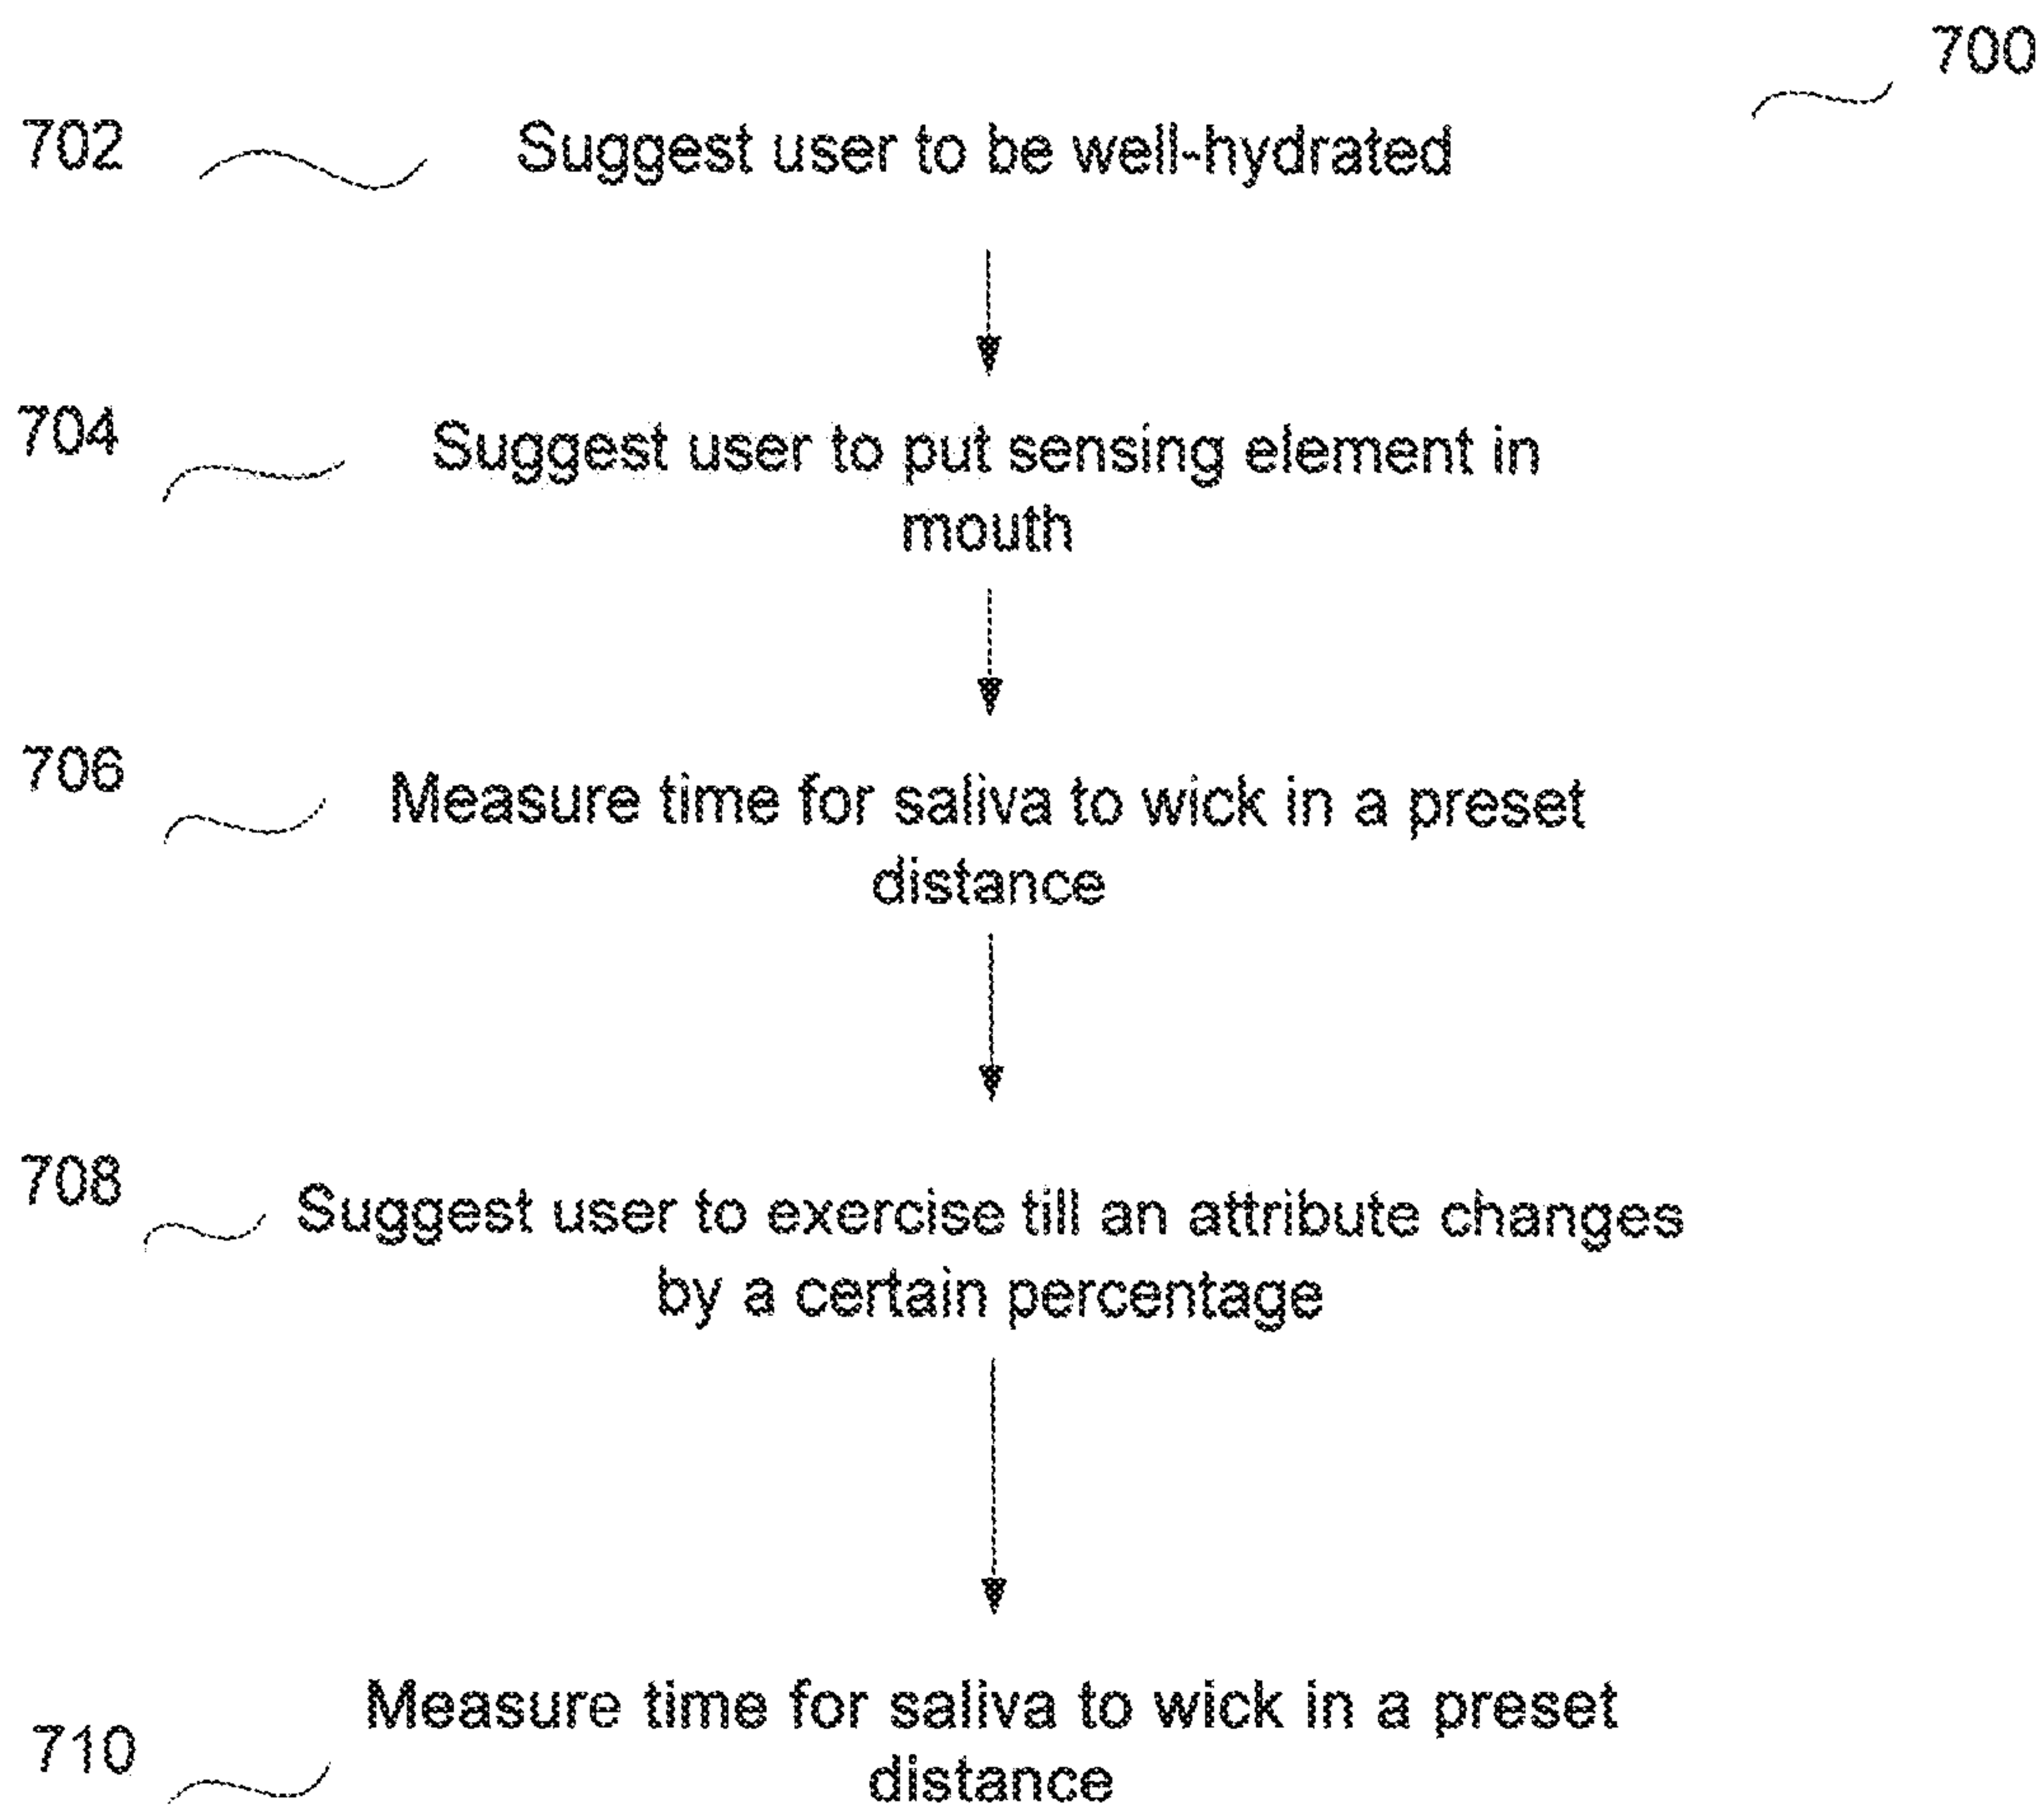 700
702
Suggest user to be well-hydrated
704
Suggest user to put sensing element in
mouth
706
Measure time for saliva to wick in a preset
distance
708
Suggest user to exercise till an attribute changes
by a certain percentage
710
Measure time for saliva to wick in a preset
distance